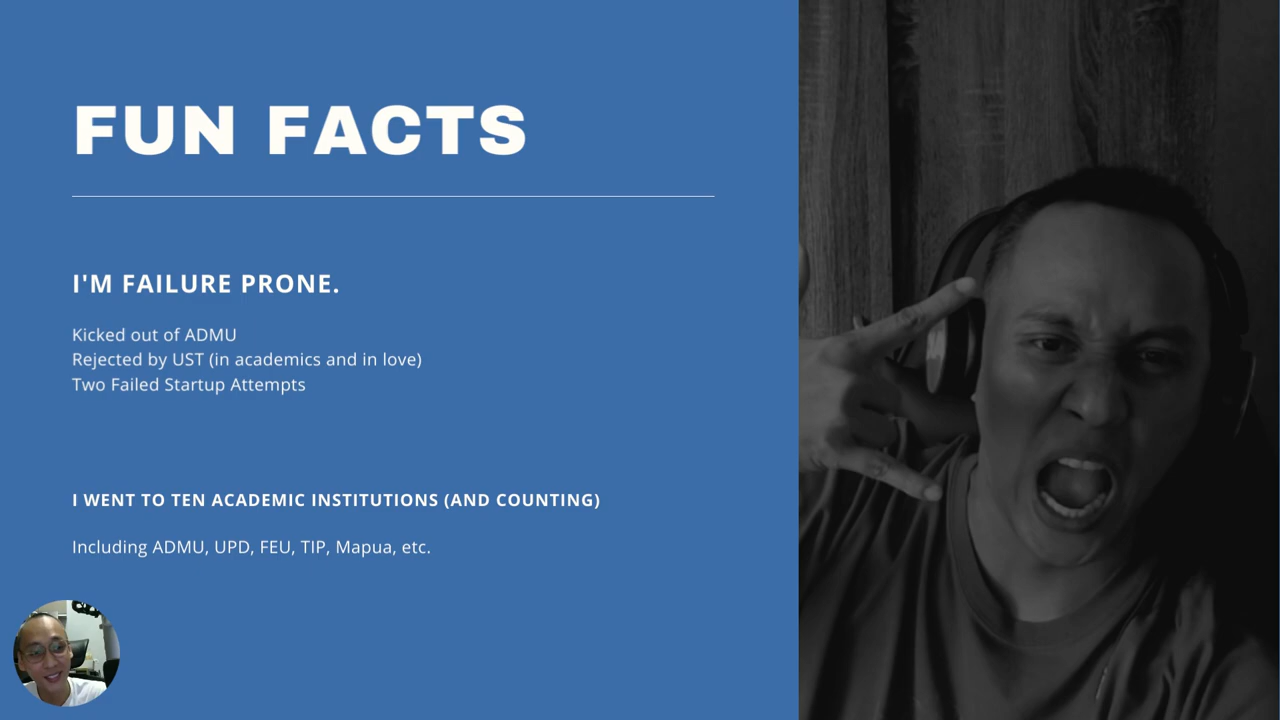 FUN FACTS
I'M FAILURE PRONE.
Kicked out of ADMU
Rejected by UST (in academics and in love)
Two Failed Startup Attempts
I WENT TO TEN ACADEMIC INSTITUTIONS (AND COUNTING)
Including ADMU, UPD, FEU, TIP, Mapua, etc.